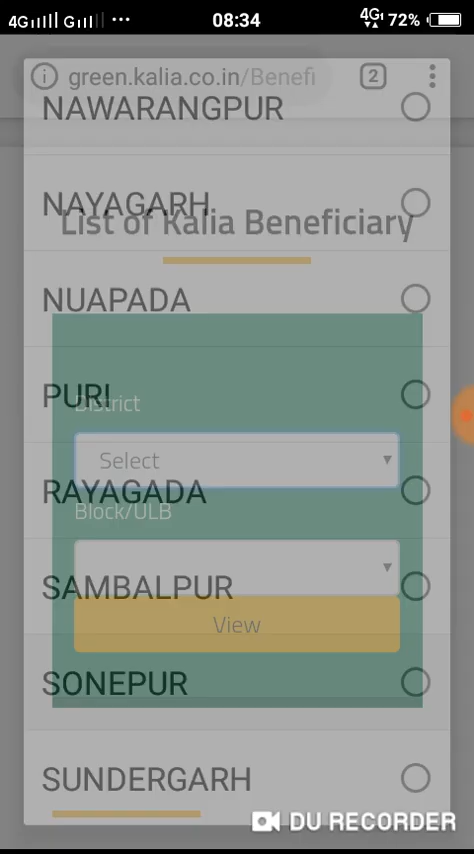 4G G 08:34 4G 72%
green.kalia.co.in/Benefi 2
NAWARANGPUR
NAYAGARH
List of Kalia Beneficiary
NUAPADA
PURI
District
Select
RAYAGADA
Block/ULB
SAMBALPUR
View
SONEPUR
SUNDERGARH
DU RECORDER